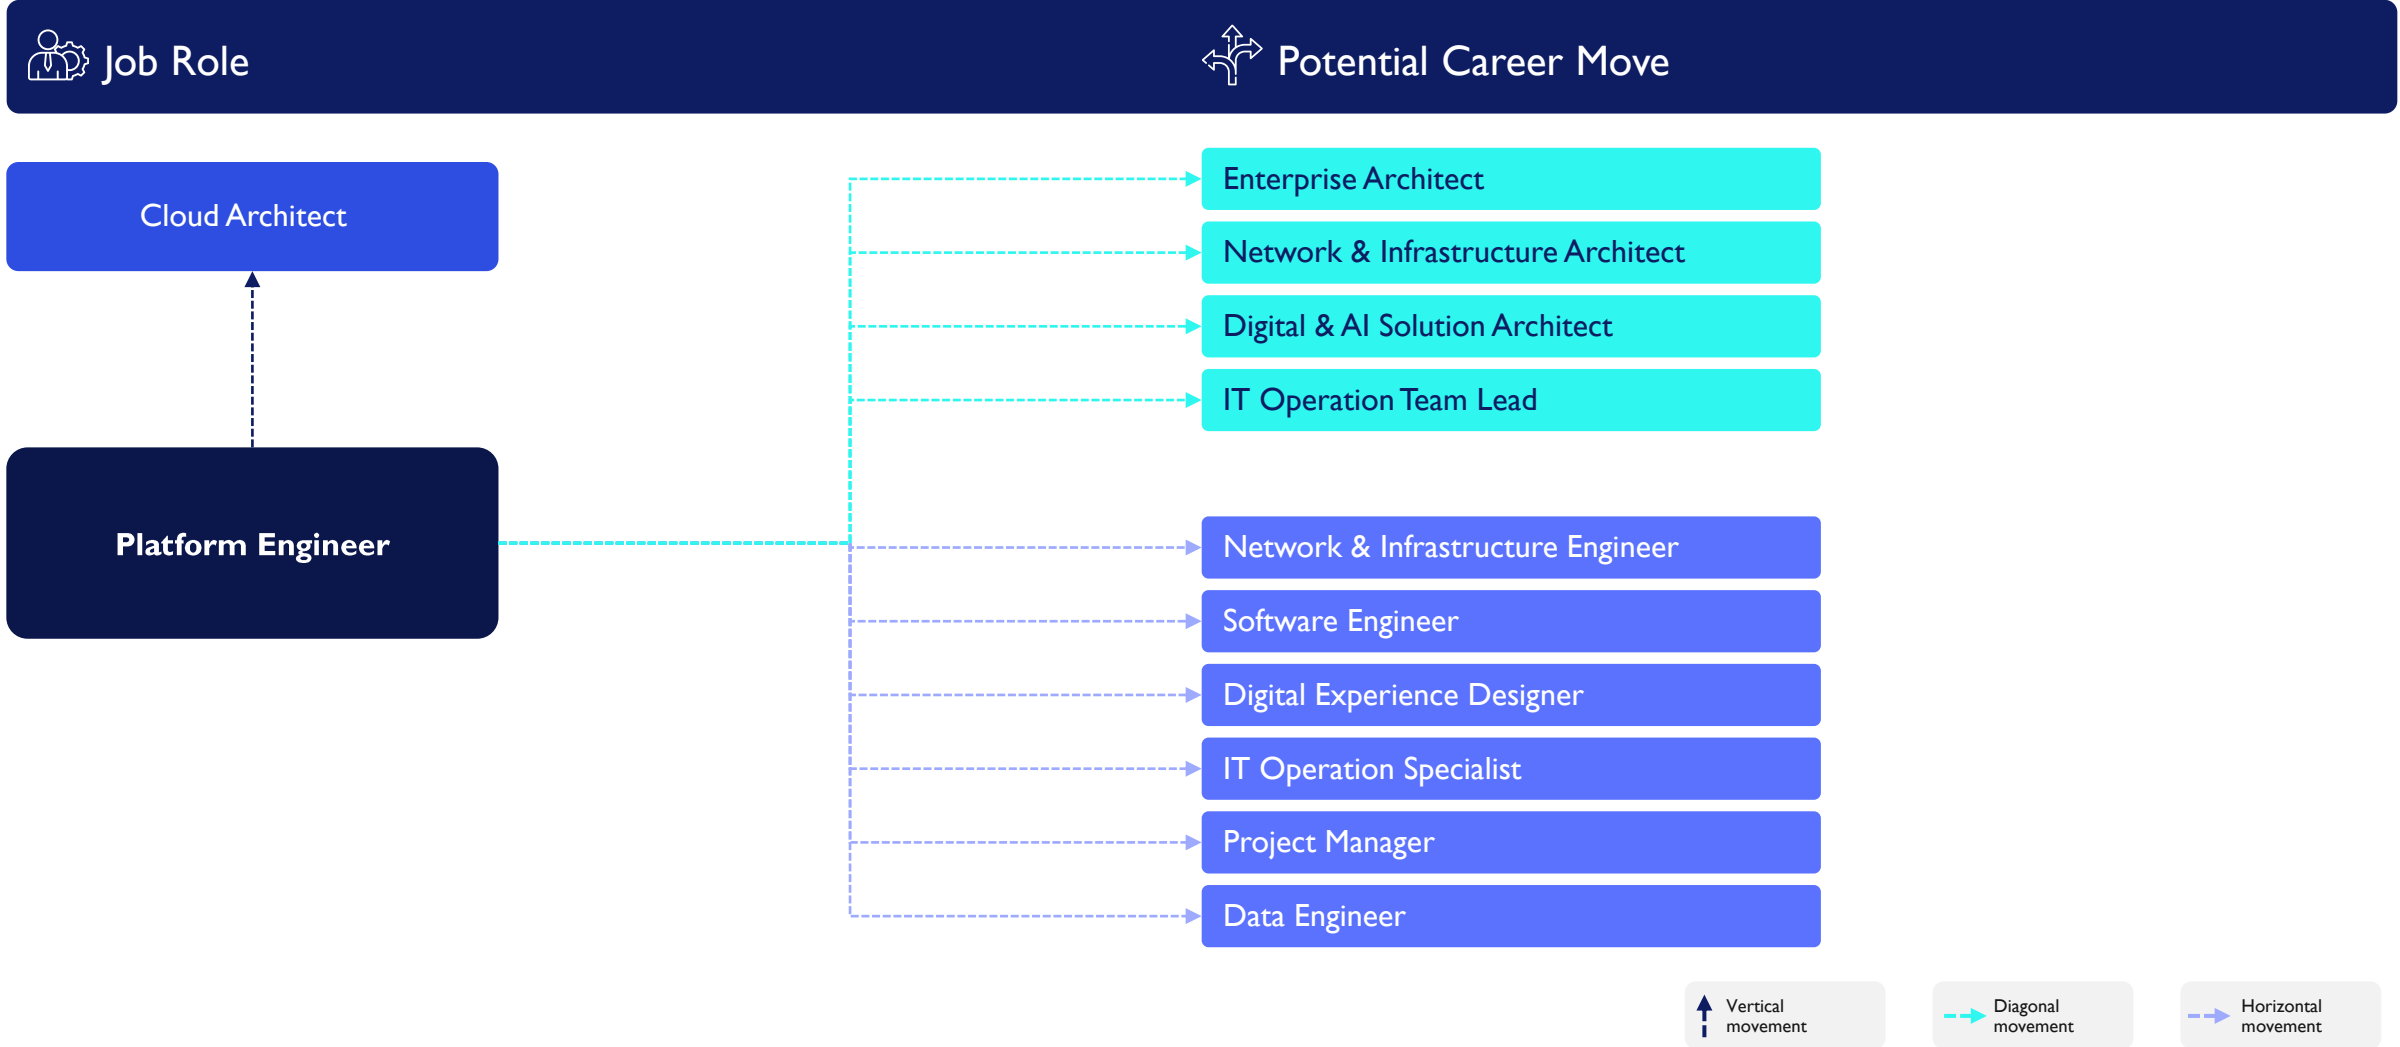 Job Role
Potential Career Move
Cloud Architect
Platform Engineer
Enterprise Architect
Network & Infrastructure Architect
Digital & AI Solution Architect
IT Operation Team Lead
Network & Infrastructure Engineer
Software Engineer
Digital Experience Designer
IT Operation Specialist
Project Manager
Data Engineer
Vertical
movement
Diagonal
movement
Horizontal
movement